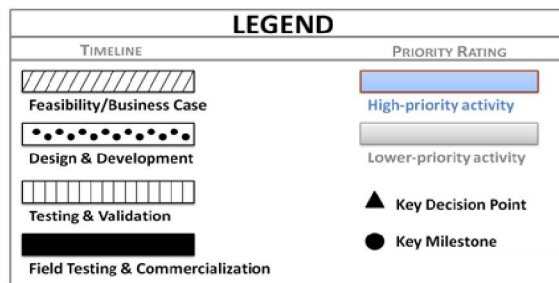 LEGEND
TIMELINE
PRIORITY RATING
Feasibility/Business Case
High-priority activity
Design & Development
Lower-priority activity
Testing & Validation
Key Decision Point
Key Milestone
Field Testing & Commercialization